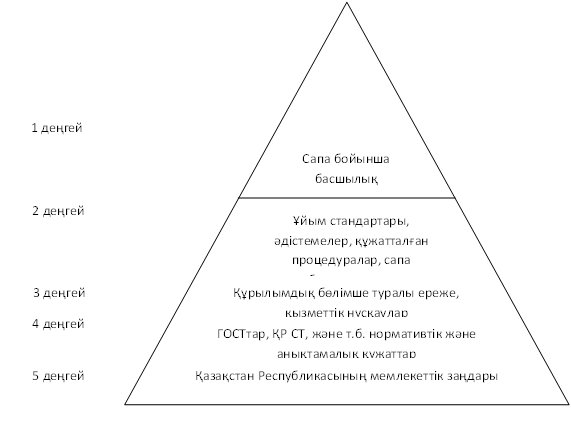 1 деңгей
Сапа бойынша
басшылық
2 деңгей
Ұйым стандартары,
әдістемелер, құжатталған
процедуралар, сапа
3 деңгей
Құрылымдық бөлімше туралы ереже,
қызметтік нұсқаулар
4 деңгей
ГОСТтар, ҚР СТ, және т.б. нормативтік және
анықтамалық құжаттар
5 деңгей
Қазақстан Республикасының мемлекеттік заңдары